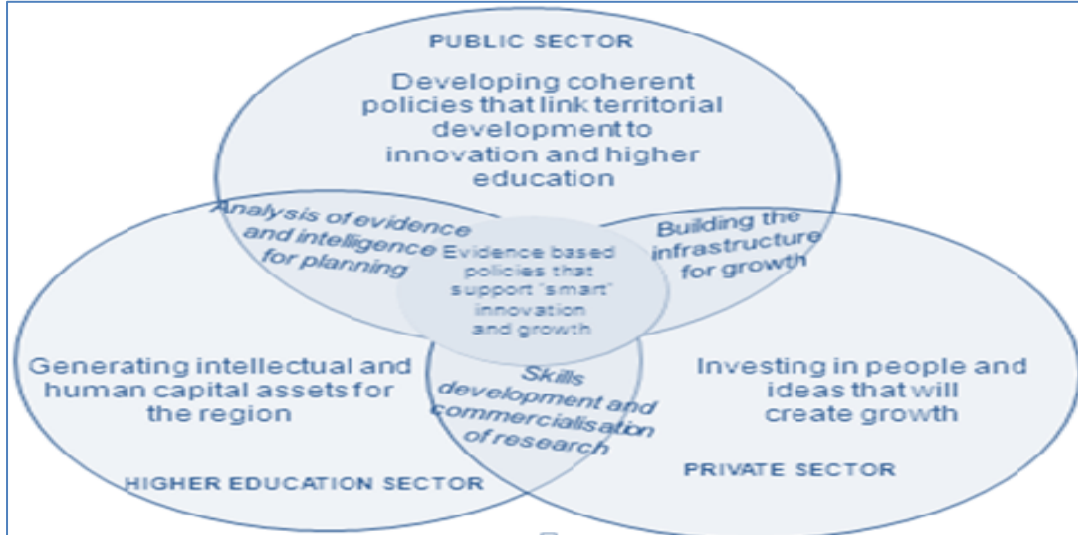 PUBLIC SECTOR
Developing coherent
policies that link territorial
development to
innovation and higher
education
Analysis of evidence
and intelligence
for planning
Building the
infrastructure
for growth
Evidence based
policies that
support "smart"
innovation
and growth
Generating intellectual and
human capital assets for
the region
Skills
development and
commercialisation
of research
Investing in people and
ideas that will
create growth
HIGHER EDUCATION SECTOR
PRIVATE SECTOR